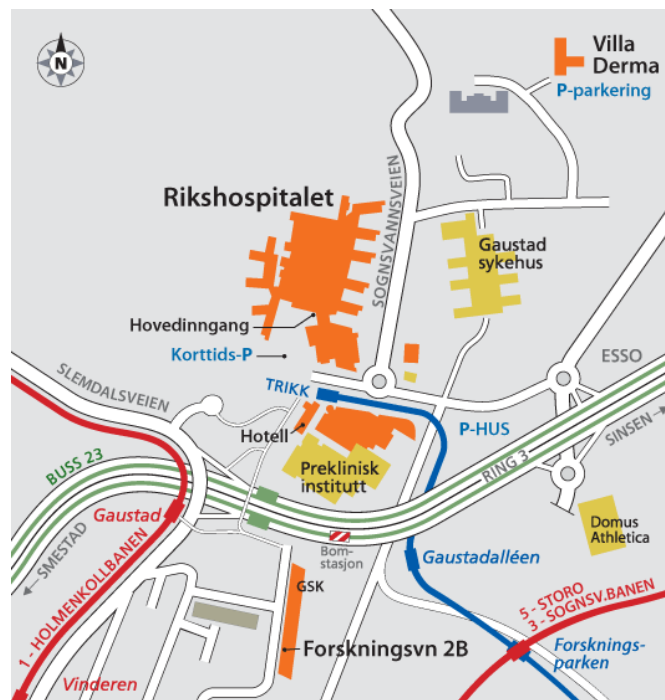 N
Villa
Derma
P-parkering
Rikshospitalet
SOGNSVANNSVEIEN
Gaustad
sykehus
Hovedinngang
Korttids-P
ESSO
SLEMDALSVEIEN
TRIKK
P-HUS
SINSEN
Hotell
BUSS 23
RING 3
Preklinisk
institutt
Gaustad
SMESTAD
Bom-
stasjon
Domus
Athletica
Gaustadalléen
GSK
1 - HOLMENKOLLBANEN
5 - STORO
3 - SOGNSV.BANEN
Forskningsvn 2B
Forsknings-
parken
Vinderen